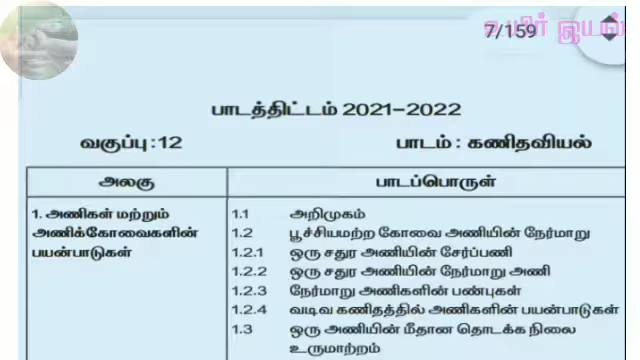 உயிர் இயல்
7/159
பாடத்திட்டம் 2021–2022
வகுப்பு :12 பாடம் : கணிதவியல்
அலகு பாடப்பொருள்
1. அணிகள் மற்றும் 1.1 அறிமுகம்
அணிக்கோவைகளின் 1.2 பூச்சியமற்ற கோவை அணியின் நேர்மாறு
பயன்பாடுகள் 1.2.1 ஒரு சதுர அணியின் சேர்ப்பணி
1.2.2 ஒரு சதுர அணியின் நேர்மாறு அணி
1.2.3 நேர்மாறு அணிகளின் பண்புகள்
1.2.4 வடிவ கணிதத்தில் அணிகளின் பயன்பாடுகள்
1.3 ஒரு அணியின் மீதான தொடக்க நிலை
உருமாற்றம்